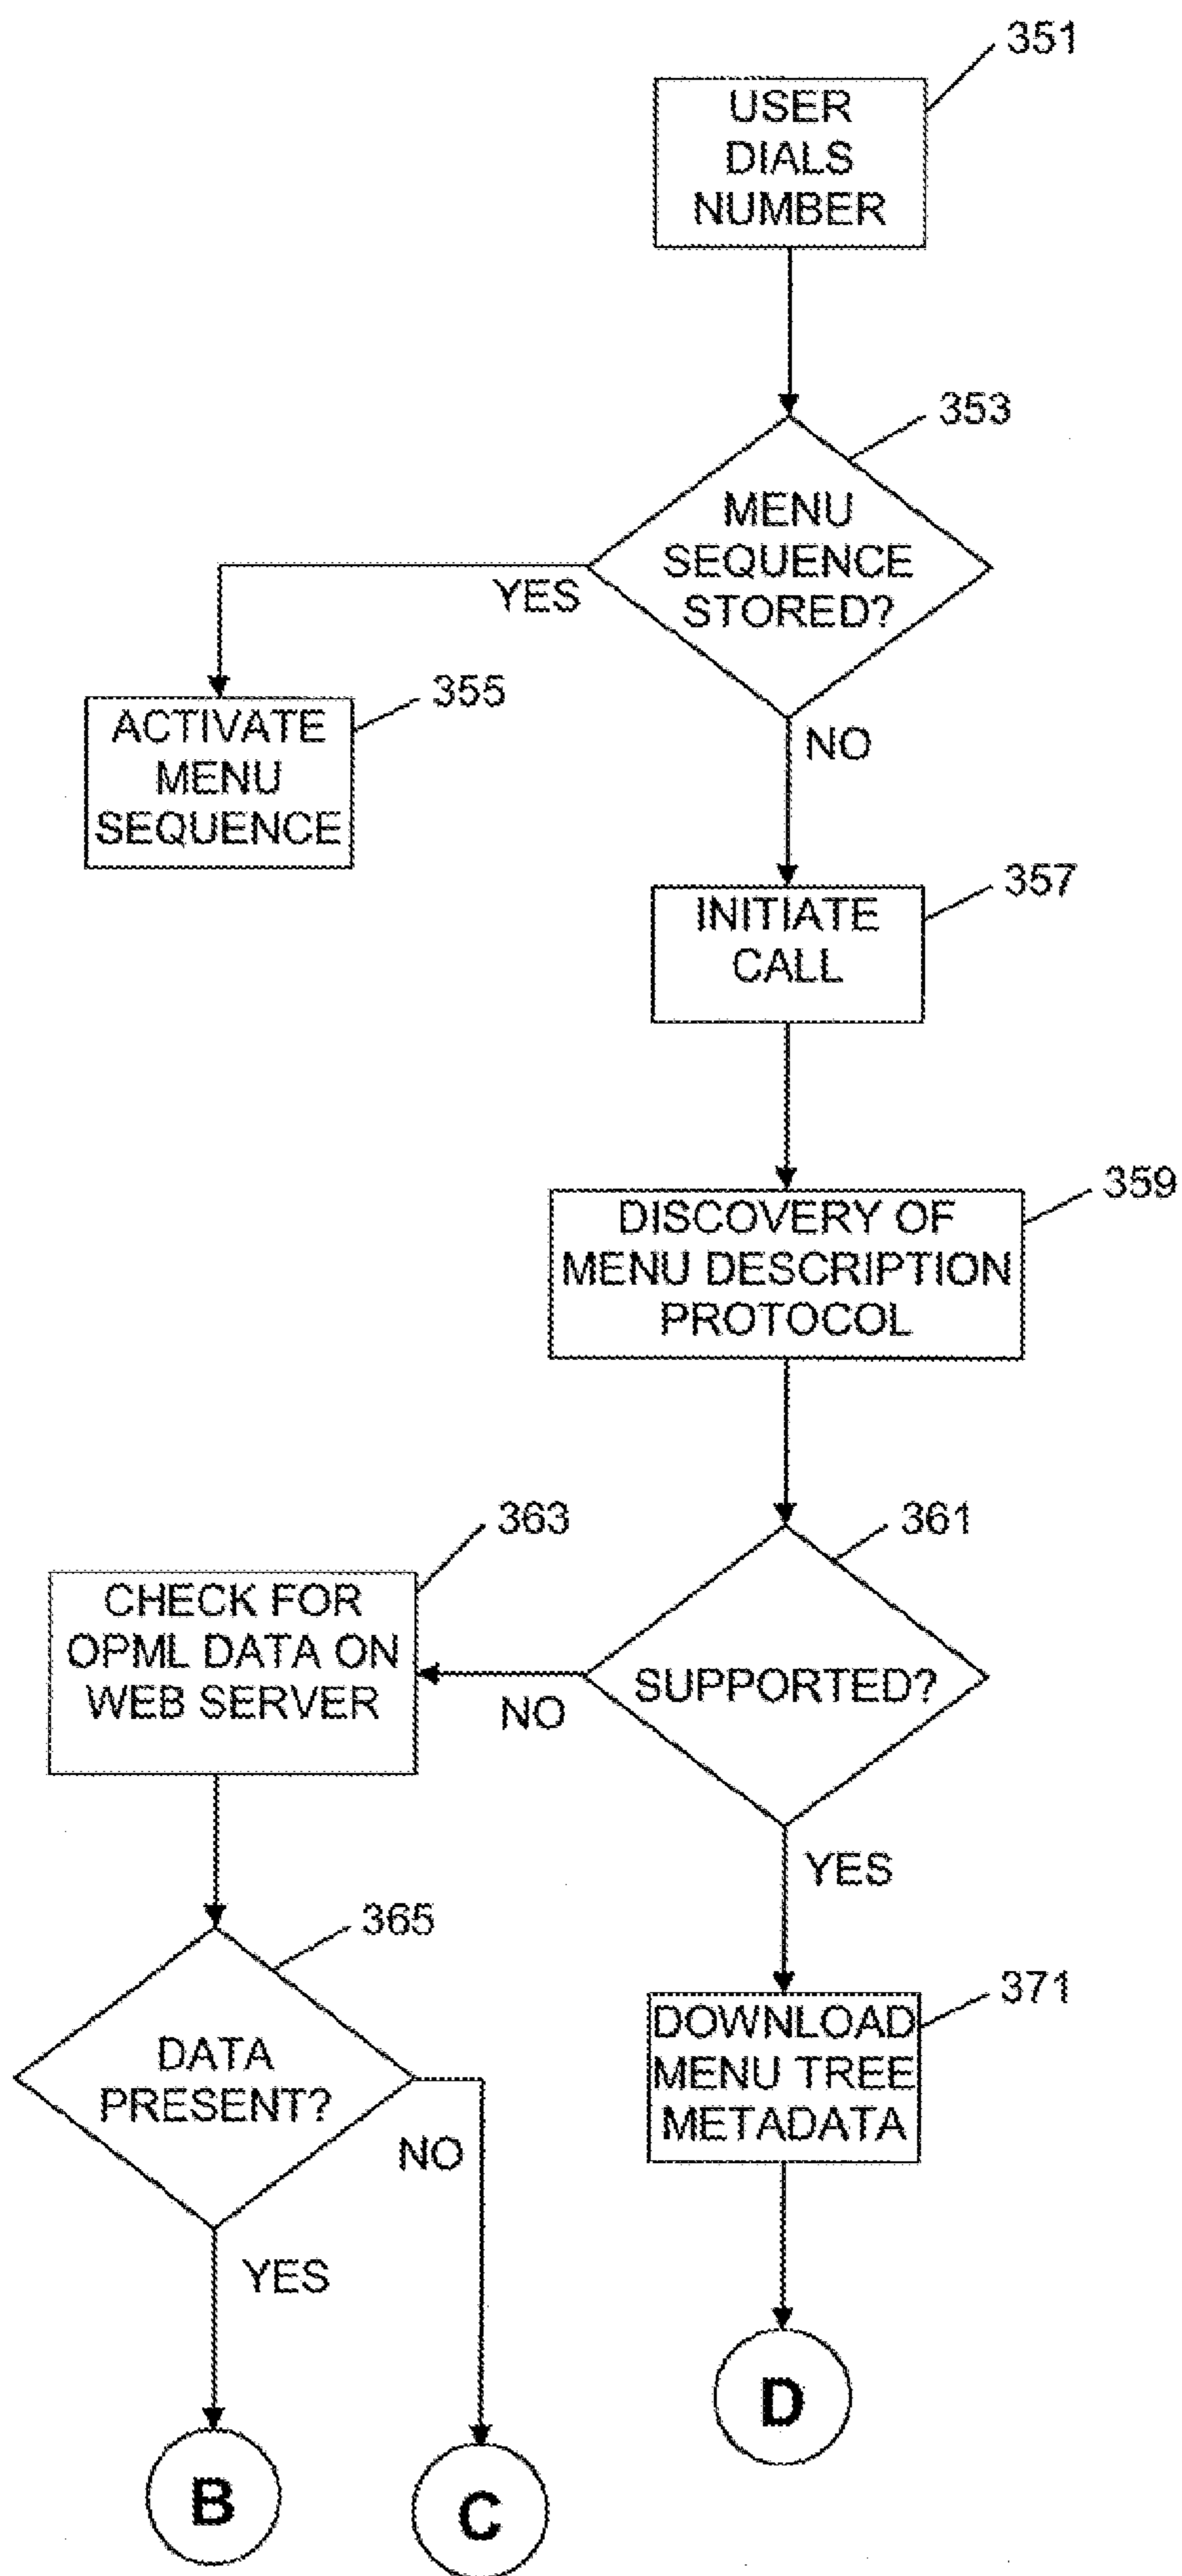 351
USER
DIALS
NUMBER
353
MENU
SEQUENCE
STORED?
YES
355
ACTIVATE
MENU
SEQUENCE
NO
357
INITIATE
CALL
359
DISCOVERY OF
MENU DESCRIPTION
PROTOCOL
361
SUPPORTED?
363
CHECK FOR
OPML DATA ON
WEB SERVER
NO
YES
365
DATA
PRESENT?
NO
YES
371
DOWNLOAD
MENU TREE
METADATA
D
B
C